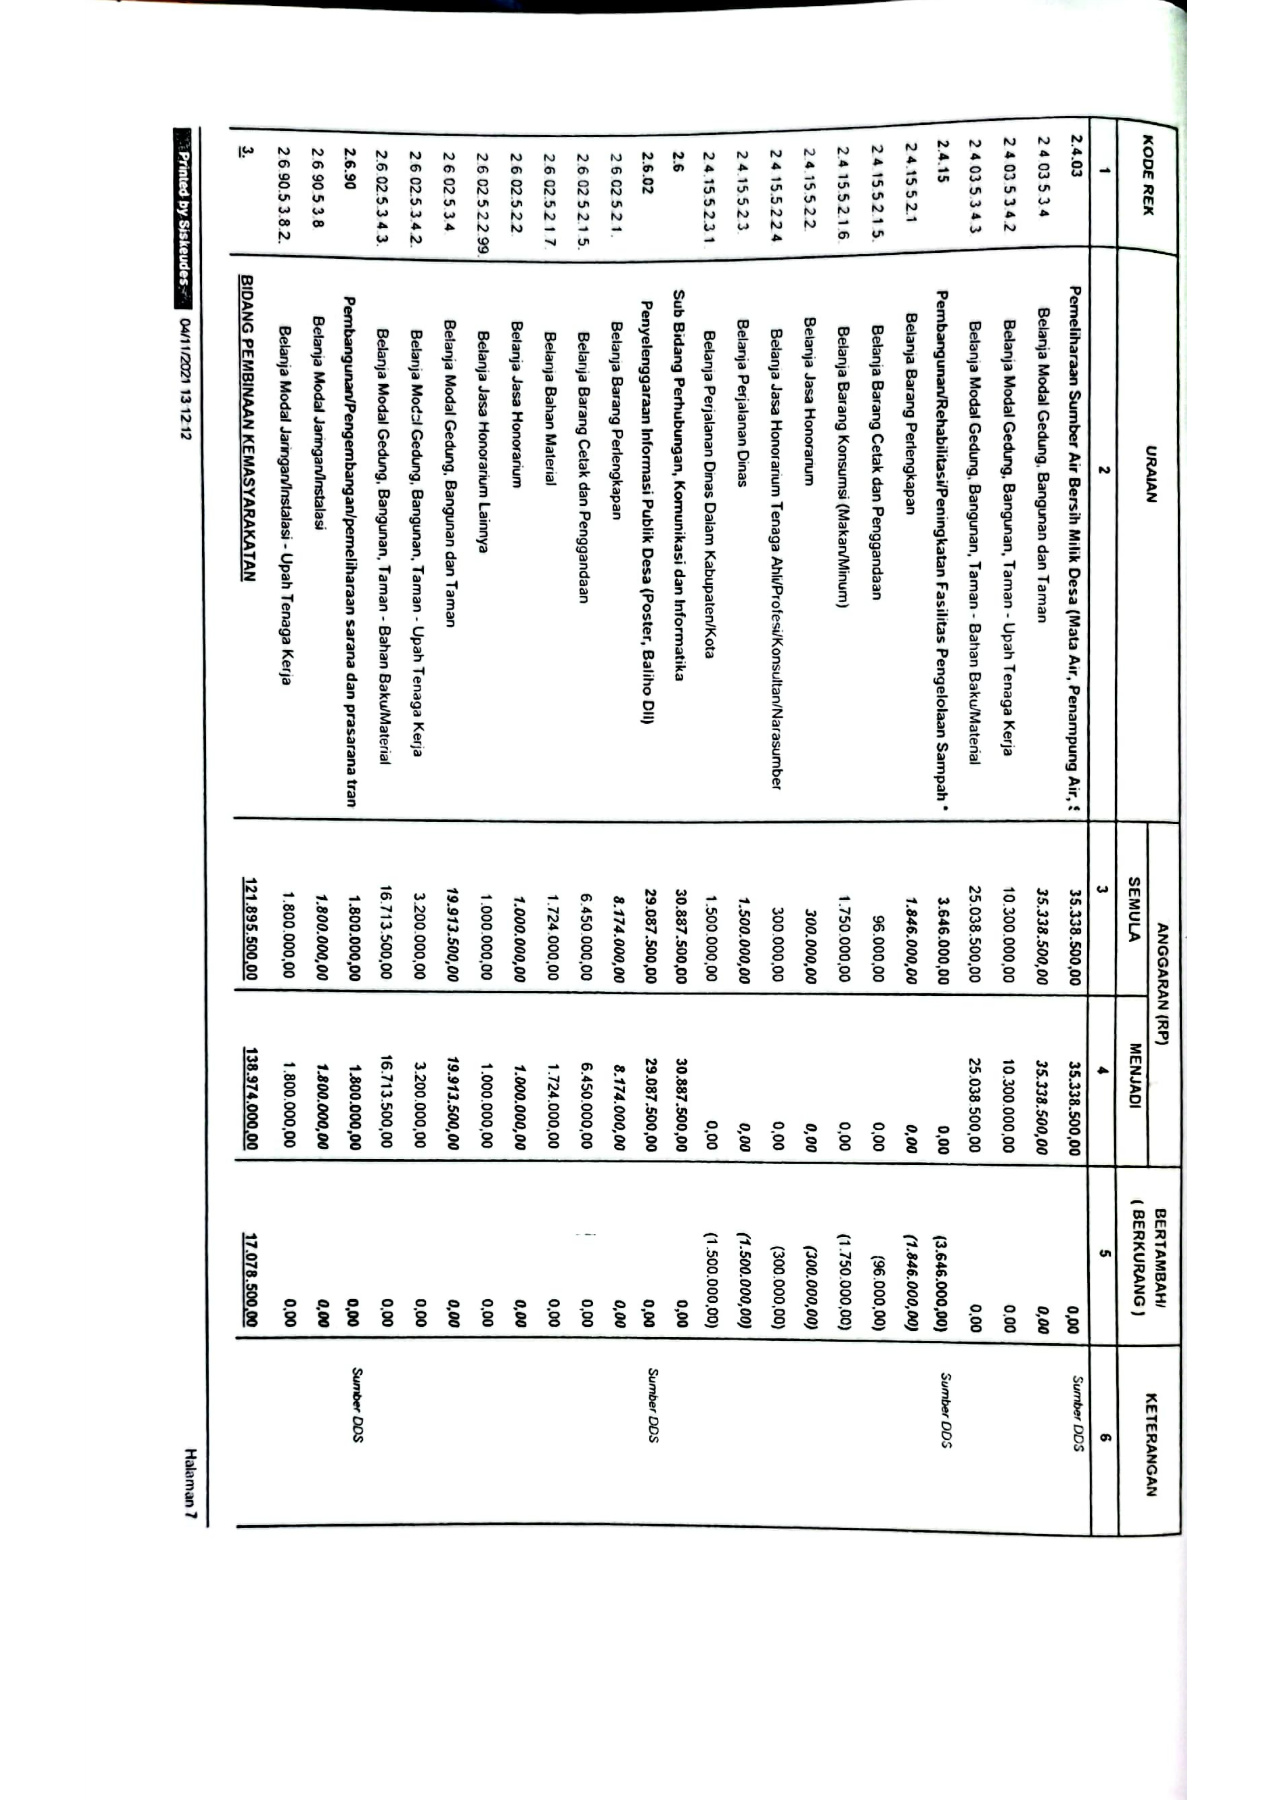 KODE REK URAIAN ANGGARAN (RP) BERTAMBAH/ ( BERKURANG ) KETERANGAN
SEMULA MENJADI
1 2 3 4 5 6
2.4.03 Pemeliharaan Sumber Air Bersih Milik Desa (Mata Air, Penampung Air, 35.338.500,00 35.338.500,00 0,00 Sumber DDS
2 4 03 5 3 4 Belanja Modal Gedung, Bangunan dan Taman 35.338.500,00 35.338.500,00 0,00
2 4 03 5 3 4.2 Belanja Modal Gedung, Bangunan, Taman - Upah Tenaga Kerja 10.300.000,00 10.300.000,00 0,00
2 4 03 5.3 4 3 Belanja Modal Gedung, Bangunan, Taman - Bahan Baku/Material 25.038.500,00 25.038.500,00 0,00
2.4.15 Pembangunan/Rehabilitasi/Peningkatan Fasilitas Pengelolaan Sampah * 3.646.000,00 0,00 (3.646.000,00) Sumber DDS
2 4.15 5 2.1 Belanja Barang Perlengkapan 1.846.000,00 0,00 (1.846.000,00)
2 4 15 5 2 1 5. Belanja Barang Cetak dan Penggandaan 96.000,00 0,00 (96.000,00)
2.4 15 5.2 1.6 Belanja Barang Konsumsi (Makan/Minum) 1.750.000,00 0,00 (1.750.000,00)
2.4.15.5 2.2 Belanja Jasa Honorarium 300.000,00 0,00 (300.000,00)
2 4 15.5 2 2 4 Belanja Jasa Honorarium Tenaga Ahli/Profesi/Konsultan/Narasumber 300.000,00 0,00 (300.000,00)
2 4.15.5 2.3. Belanja Perjalanan Dinas 1.500.000,00 0,00 (1.500.000,00)
2 4.15.5 2.3 1 Belanja Perjalanan Dinas Dalam Kabupaten/Kota 1.500.000,00 0,00 (1.500.000,00)
2.6 Sub Bidang Perhubungan, Komunikasi dan Informatika 30.887.500,00 30.887.500,00 0,00
2.6.02 Penyelenggaraan Informasi Publik Desa (Poster, Baliho Dll) 29.087.500,00 29.087.500,00 0,00 Sumber DDS
2 6 02 5 2 1. Belanja Barang Perlengkapan 8.174.000,00 8.174.000,00 0,00
2.6 02 5 2 1.5. Belanja Barang Cetak dan Penggandaan 6.450 000,00 6.450.000,00 0,00
2.6 02.5 2 1 7. Belanja Bahan Material 1.724.000,00 1.724.000,00 0,00
2 6 02.5.2 2 Belanja Jasa Honorarium 1.000.000,00 1.000.000,00 0,00
2 6 02 5 2 2 99. Belanja Jasa Honorarium Lainnya 1.000.000,00 1.000.000,00 0,00
2 6 02 5.3 4 Belanja Modal Gedung, Bangunan dan Taman 19.913.500,00 19.913.500,00 0,00
2 6 02 5.3.4.2. Belanja Modal Gedung, Bangunan, Taman - Upah Tenaga Kerja 3.200.000,00 3.200.000,00 0,00
2.6 02.5.3 4 3. Belanja Modal Gedung, Bangunan, Taman - Bahan Baku/Material 16.713.500,00 16.713.500,00 0,00
2.6.90 Pembangunan/Pengembangan/pemeliharaan sarana dan prasarana tran 1.800.000,00 1.800.000,00 0,00 Sumber DDS
2 6 90 5 3.8 Belanja Modal Jaringan/Instalasi 1.800.000,00 1.800.000,00 0,00
2 6.90.5 3.8.2. Belanja Modal Jaringan/Instalasi - Upah Tenaga Kerja 1.800.000,00 1.800.000,00 0,00
3. BIDANG PEMBINAAN KEMASYARAKATAN 121.895.500,00 138.974.000,00 17.078.500,00
Printed by Siskeudes 04/11/2021 13 12:12 Halaman 7